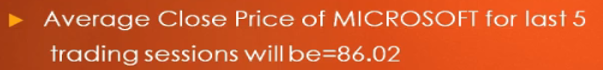 Average Close Price of MICROSOFT for last 5
trading sessions will be=86.02